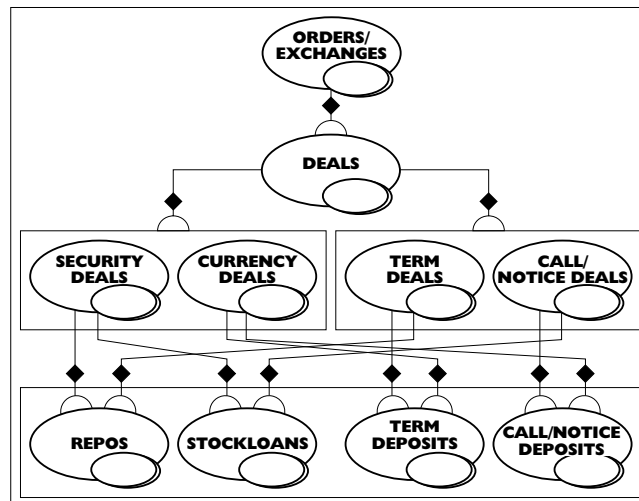 ORDERS/
EXCHANGES
DEALS
SECURITY
DEALS
CURRENCY
DEALS
TERM
DEALS
CALL/
NOTICE DEALS
REPOS
STOCKLOANS
TERM
DEPOSITS
CALL/NOTICE
DEPOSITS